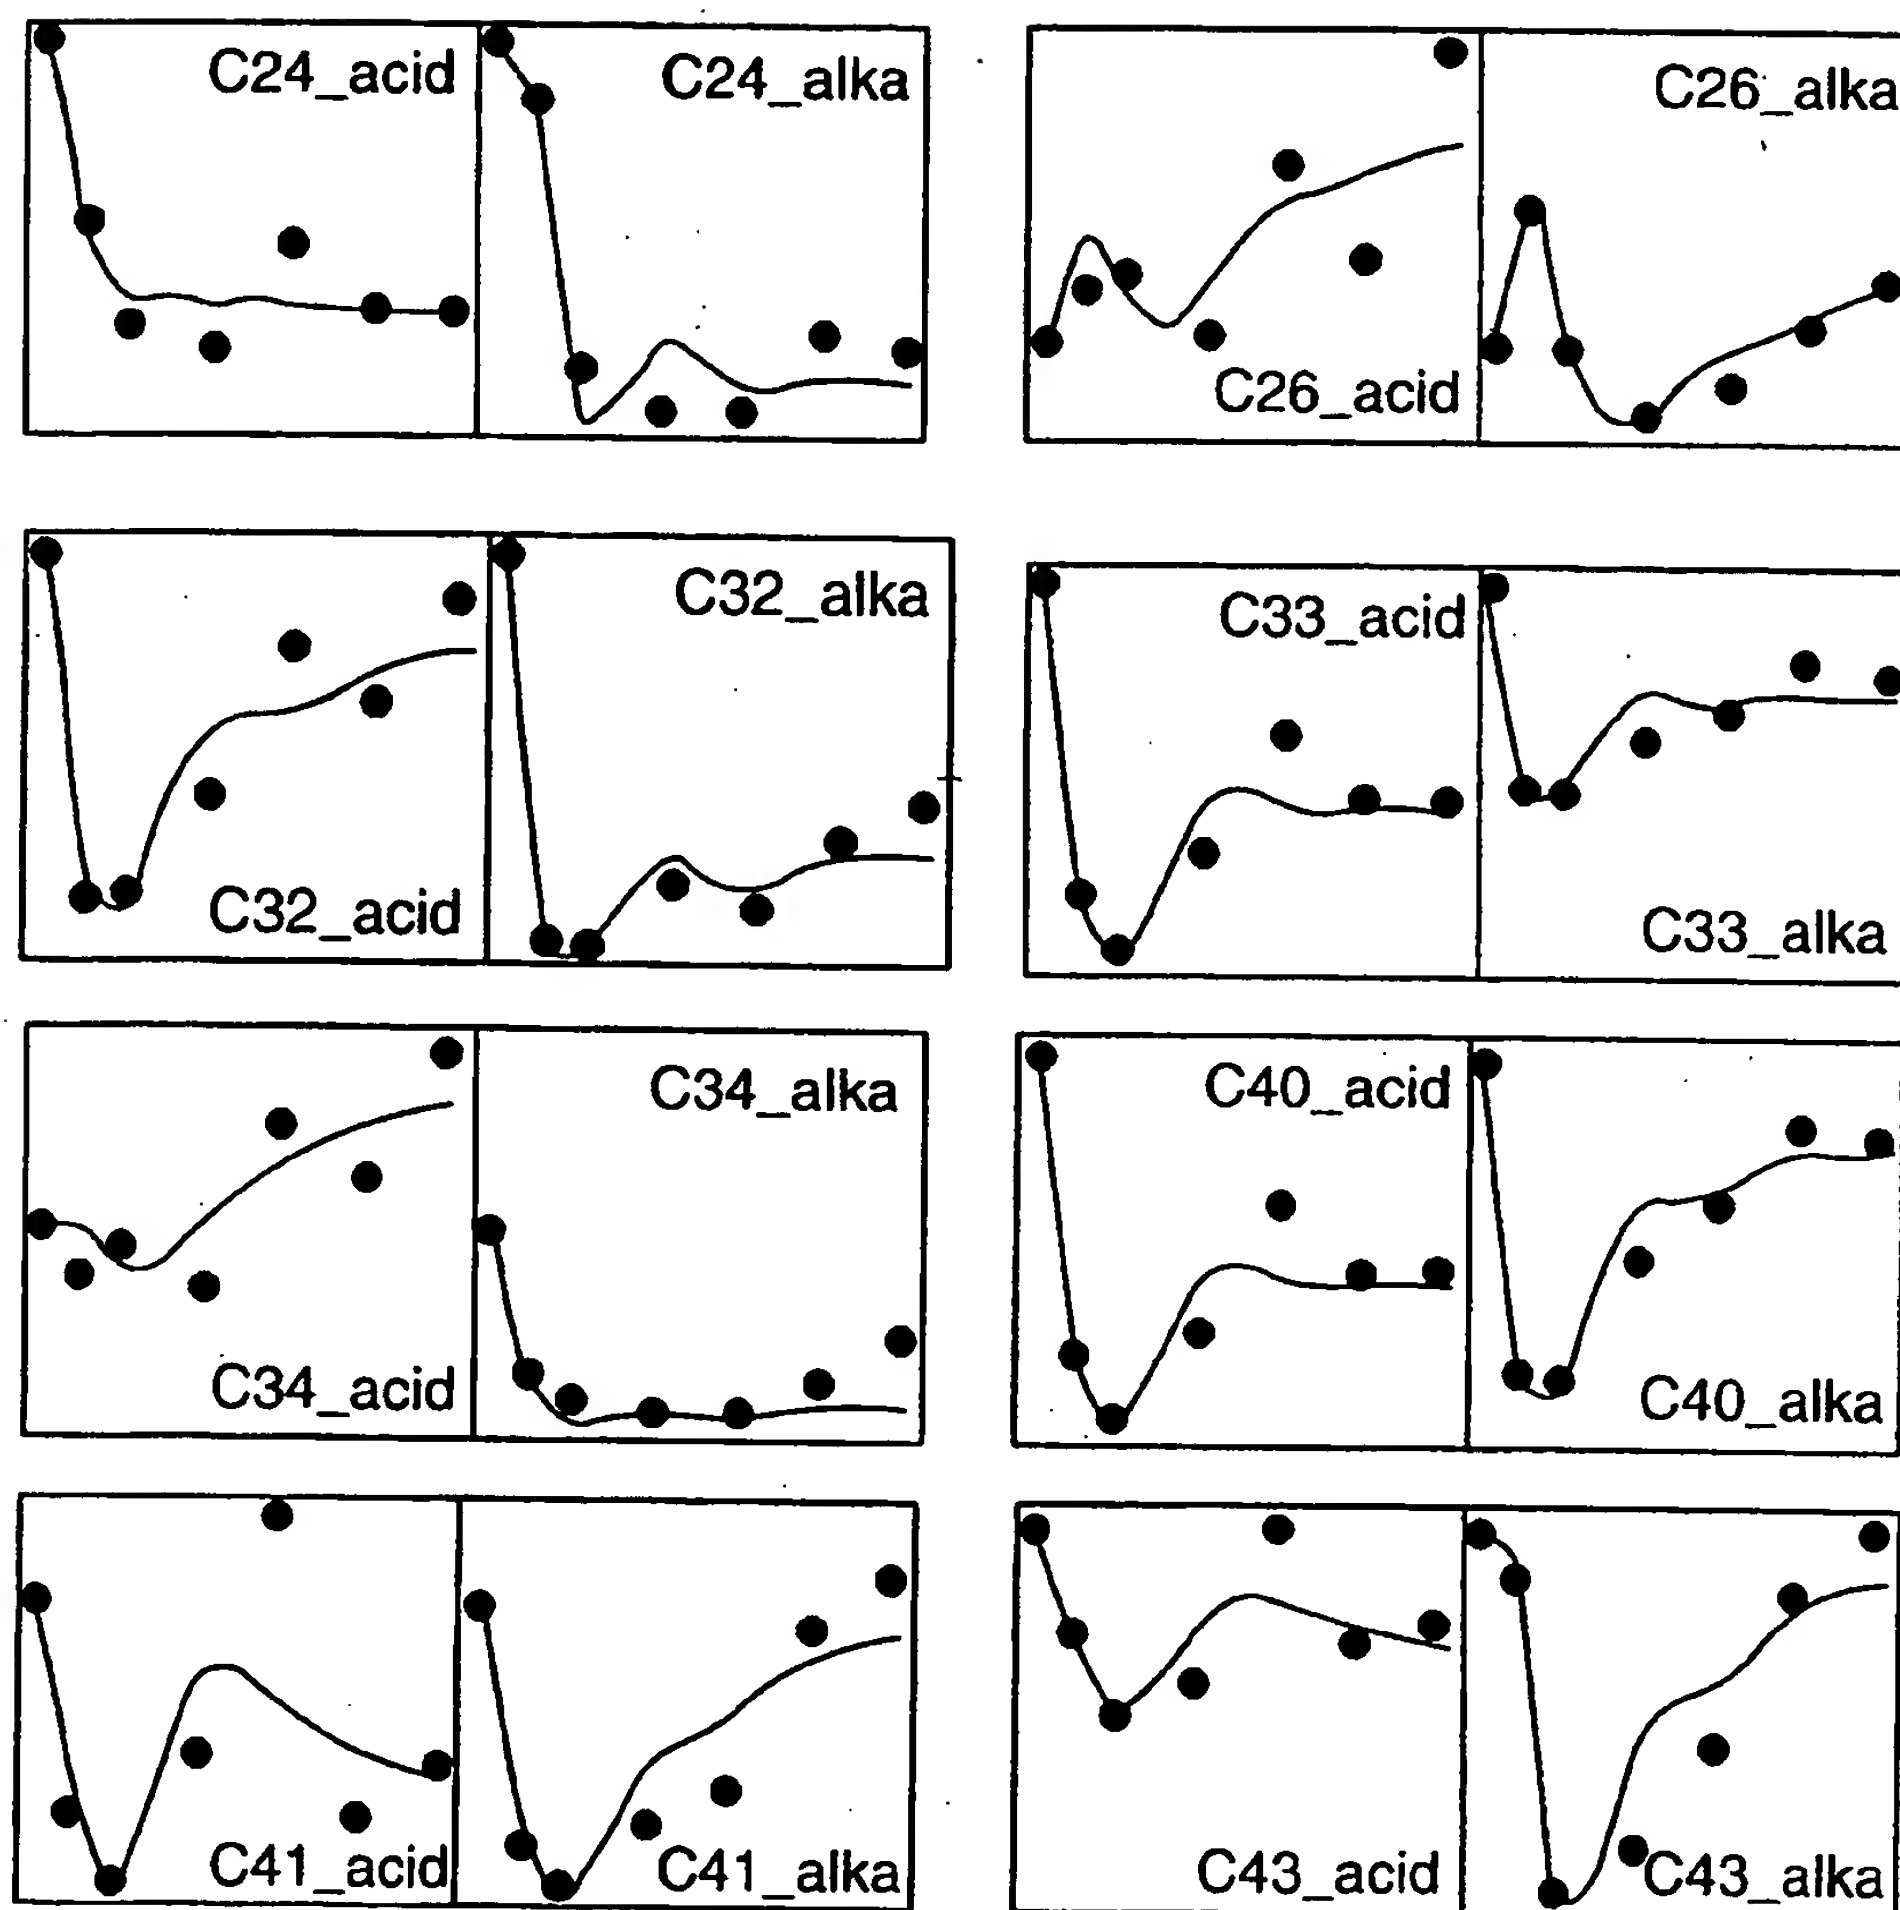 C24_acid
C24_alka
C26_alka
C26_acid
C32_alka
C32_acid
C33_acid
C33_alka
C34_alka
C34_acid
C40_acid
C40_alka
C41_acid
C41_alka
C43_acid
C43_alka